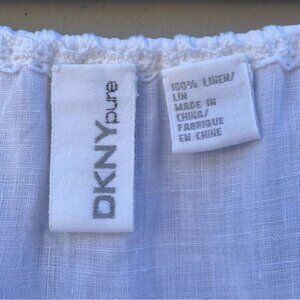 DKNY pure
100% LINEN/
LIN
MADE IN
CHINA/
FABRIQUE
EN CHINE